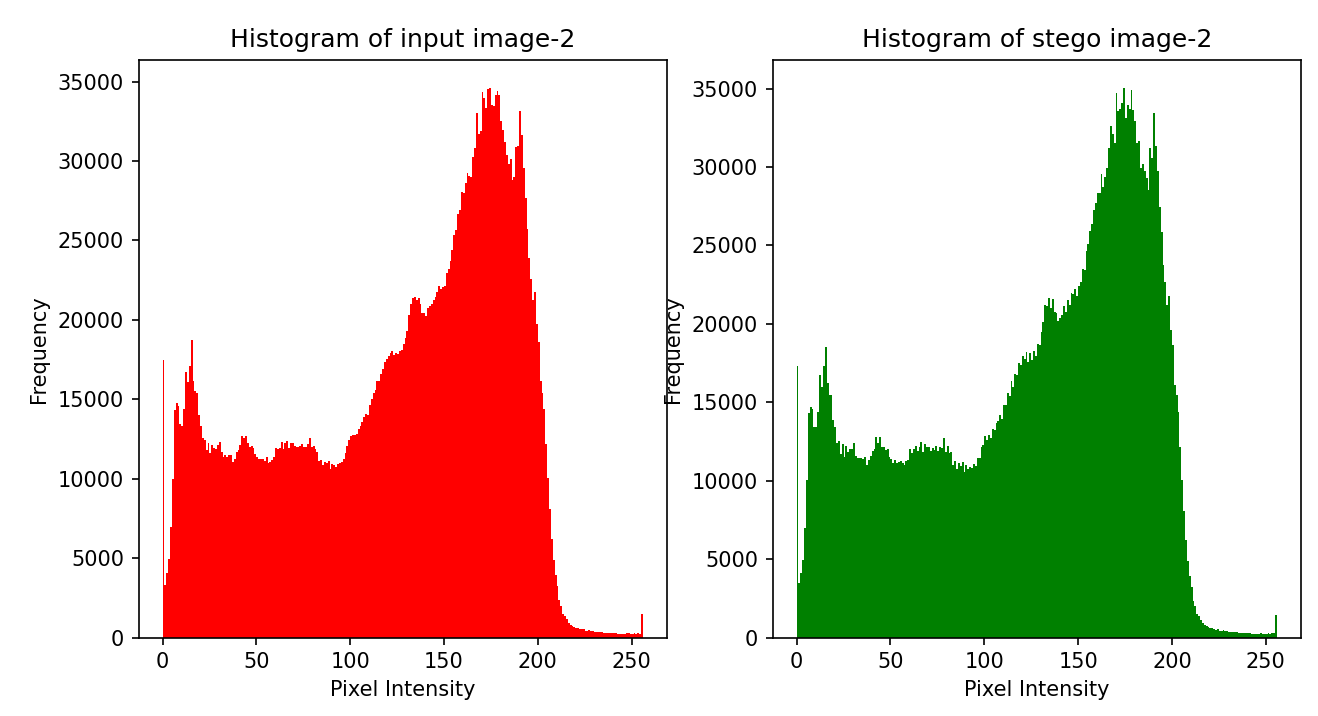 Histogram of input image-2
Frequency
35000
30000
25000
20000
15000
10000
5000
0
0 50 100 150 200 250
Pixel Intensity
Histogram of stego image-2
Frequency
35000
30000
25000
20000
15000
10000
5000
0
0 50 100 150 200 250
Pixel Intensity